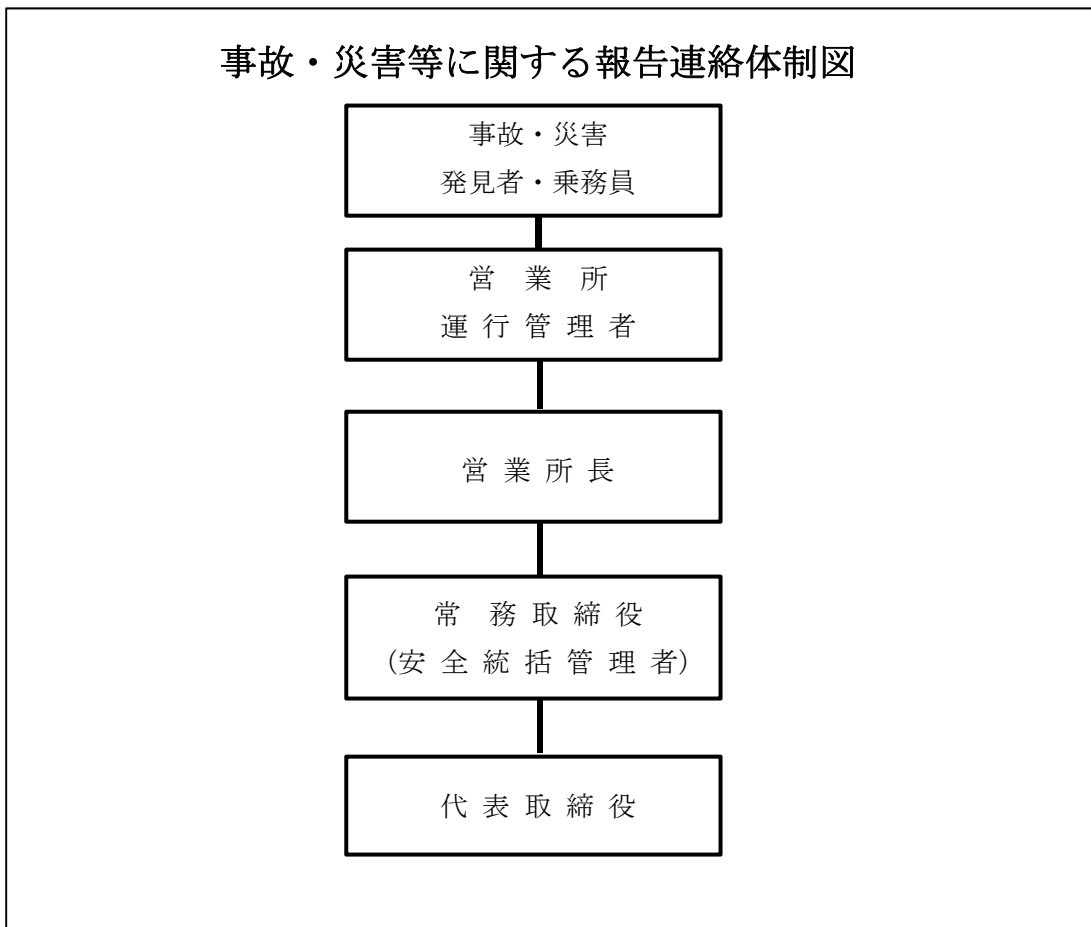 事故・災害等に関する報告連絡体制図
事故・災害
発見者・乗務員
営　業　所
運 行 管 理 者
営 業 所 長
常　務 取 締 役
(安 全 統 括 管 理 者)
代 表 取 締 役